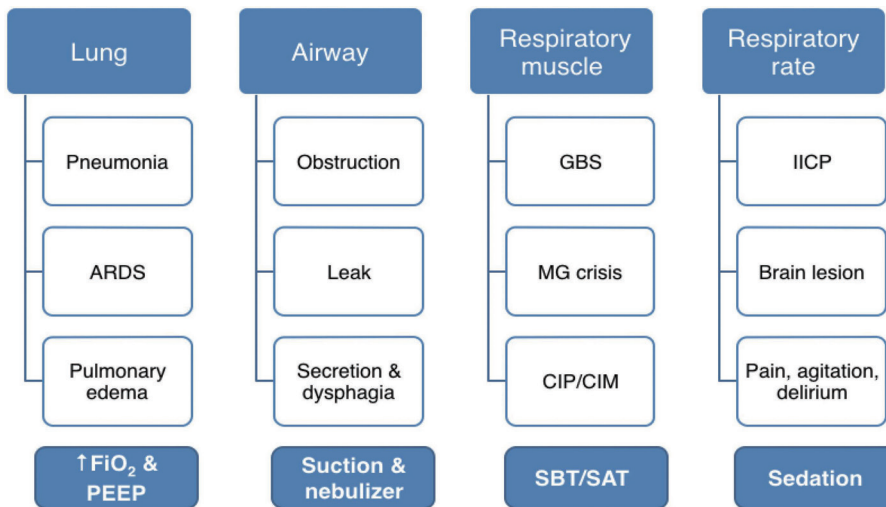 Lung
Pneumonia
ARDS
Pulmonary
edema
↑FiO₂ &
PEEP
Airway
Obstruction
Leak
Secretion &
dysphagia
Suction &
nebulizer
Respiratory
muscle
GBS
MG crisis
CIP/CIM
SBT/SAT
Respiratory
rate
IICP
Brain lesion
Pain, agitation,
delirium
Sedation